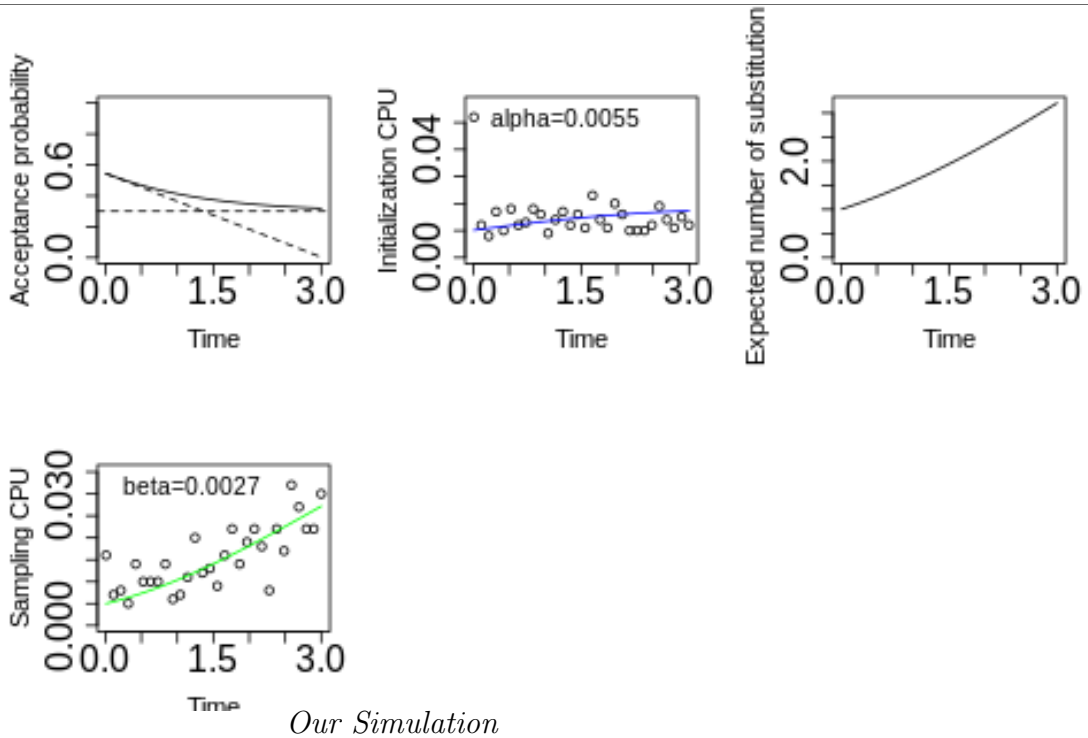 Acceptance probability
0.6
0.0
0.0 1.5 3.0
Time
Initialization CPU
0.04
0.00
alpha=0.0055
0.0 1.5 3.0
Time
Expected number of substitution
2.0
0.0
0.0 1.5 3.0
Time
Sampling CPU
0.030
0.000
beta=0.0027
0.0 1.5 3.0
Time
Our Simulation